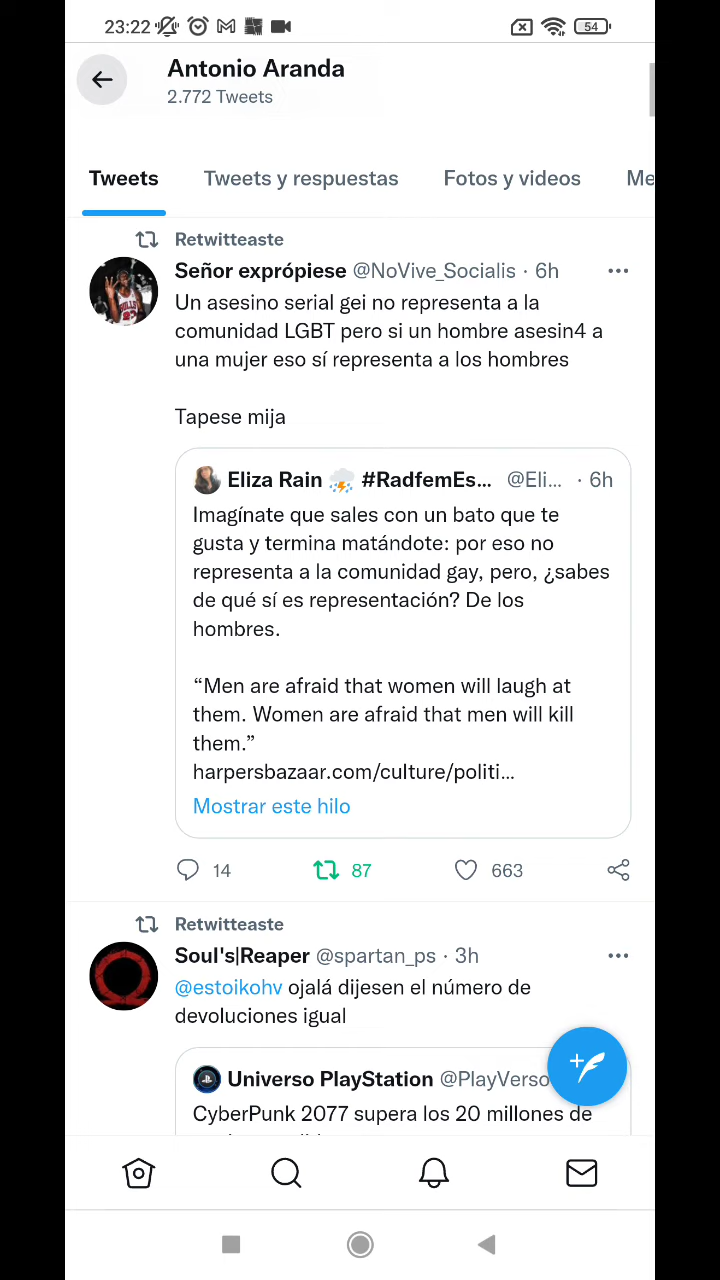 23:22
54
Antonio Aranda
2.772 Tweets
Tweets
Tweets y respuestas
Fotos y videos
Me
Retwitteaste
Señor exprópiese @NoVive_Socialis · 6h
Un asesino serial gei no representa a la
comunidad LGBT pero si un hombre asesin4 a
una mujer eso sí representa a los hombres
Tapese mija
Eliza Rain #RadfemEs... @Eli... · 6h
Imagínate que sales con un bato que te
gusta y termina matándote: por eso no
representa a la comunidad gay, pero, ¿sabes
de qué sí es representación? De los
hombres.
“Men are afraid that women will laugh at
them. Women are afraid that men will kill
them.”
harpersbazaar.com/culture/politi...
Mostrar este hilo
14
87
663
Retwitteaste
Soul's|Reaper @spartan_ps · 3h
@estoikohv ojalá dijesen el número de
devoluciones igual
Universo PlayStation @PlayVerso
CyberPunk 2077 supera los 20 millones de